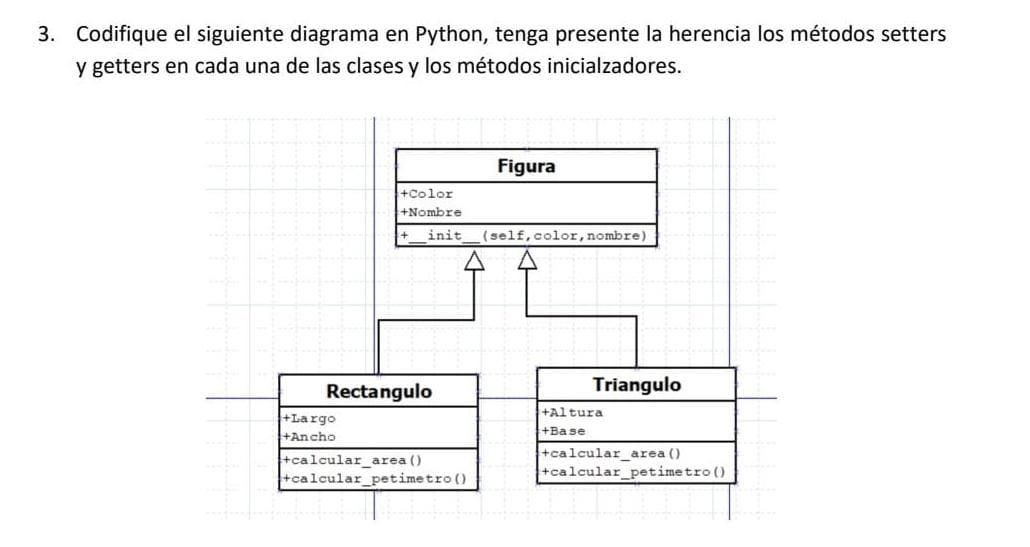 3. Codifique el siguiente diagrama en Python, tenga presente la herencia los métodos setters
y getters en cada una de las clases y los métodos inicialzadores.
Figura
+Color
+Nombre
+__init__(self,color,nombre)
Rectangulo
+Largo
+Ancho
+calcular_area()
+calcular_petimetro()
Triangulo
+Altura
+Base
+calcular_area()
+calcular_petimetro()